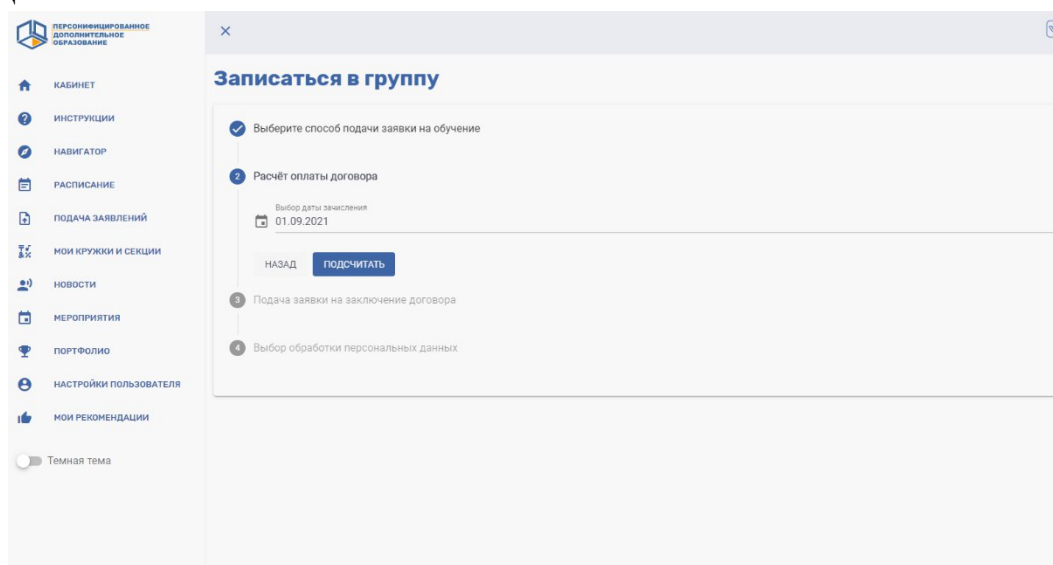 ПЕРСОНИФИЦИРОВАННОЕ
ДОПОЛНИТЕЛЬНОЕ
ОБРАЗОВАНИЕ
КАБИНЕТ
ИНСТРУКЦИИ
НАВИГАТОР
РАСПИСАНИЕ
ПОДАЧА ЗАЯВЛЕНИЙ
МОИ КРУЖКИ И СЕКЦИИ
НОВОСТИ
МЕРОПРИЯТИЯ
ПОРТФОЛИО
НАСТРОЙКИ ПОЛЬЗОВАТЕЛЯ
МОИ РЕКОМЕНДАЦИИ
Темная тема
Записаться в группу
Выберите способ подачи заявки на обучение
2 Расчёт оплаты договора
Выбор даты зачисления
01.09.2021
НАЗАД ПОДСЧИТАТЬ
3 Подача заявки на заключение договора
4 Выбор обработки персональных данных